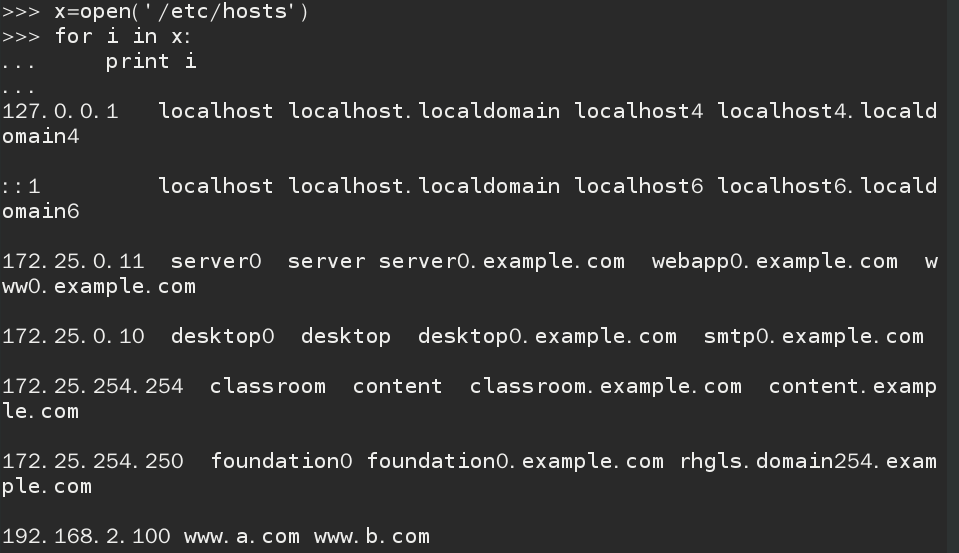 >>> x=open('/etc/hosts')
>>> for i in x:
...     print i
...
127.0.0.1   localhost localhost.localdomain localhost4 localhost4.locald
omain4
::1         localhost localhost.localdomain localhost6 localhost6.locald
omain6
172.25.0.11  server0  server server0.example.com  webapp0.example.com  w
ww0.example.com
172.25.0.10  desktop0  desktop  desktop0.example.com  smtp0.example.com
172.25.254.254  classroom  content  classroom.example.com  content.examp
le.com
172.25.254.250  foundation0 foundation0.example.com rhgls.domain254.exam
ple.com
192.168.2.100 www.a.com www.b.com